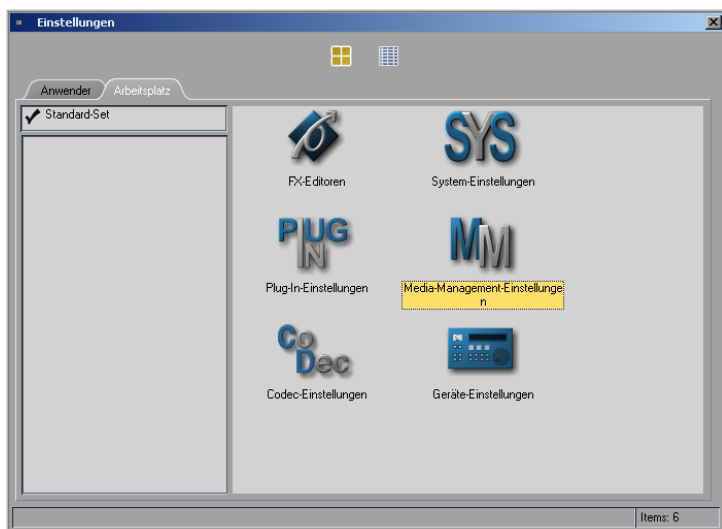 Einstellungen
Anwender
Arbeitsplatz
Standard-Set
SYS
FX-Editoren
System-Einstellungen
PLUG
IN
MM
Plug-In-Einstellungen
Media-Management-Einstellunge
n
Co
Dec
Codec-Einstellungen
Geräte-Einstellungen
Items: 6